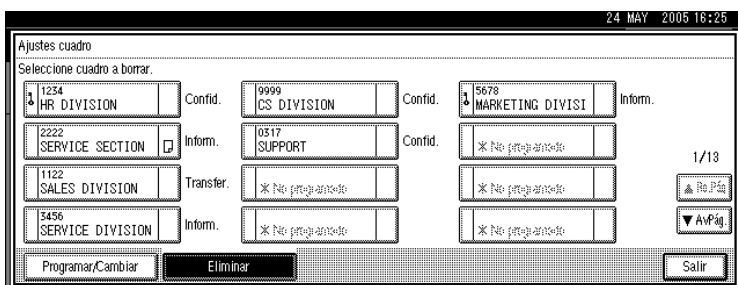 24 MAY 2005 16:25
Ajustes cuadro
Seleccione cuadro a borrar.
1234
HR DIVISION
Confid.
9999
CS DIVISION
Confid.
5678
MARKETING DIVISI
Inform.
2222
SERVICE SECTION
Inform.
0317
SUPPORT
Confid.
* No programado
1/13
1122
SALES DIVISION
Transfer.
* No programado
* No programado
▲ Re.Pág
3456
SERVICE DIVISION
Inform.
* No programado
* No programado
▼ AvPág.
Programar/Cambiar
Eliminar
Salir